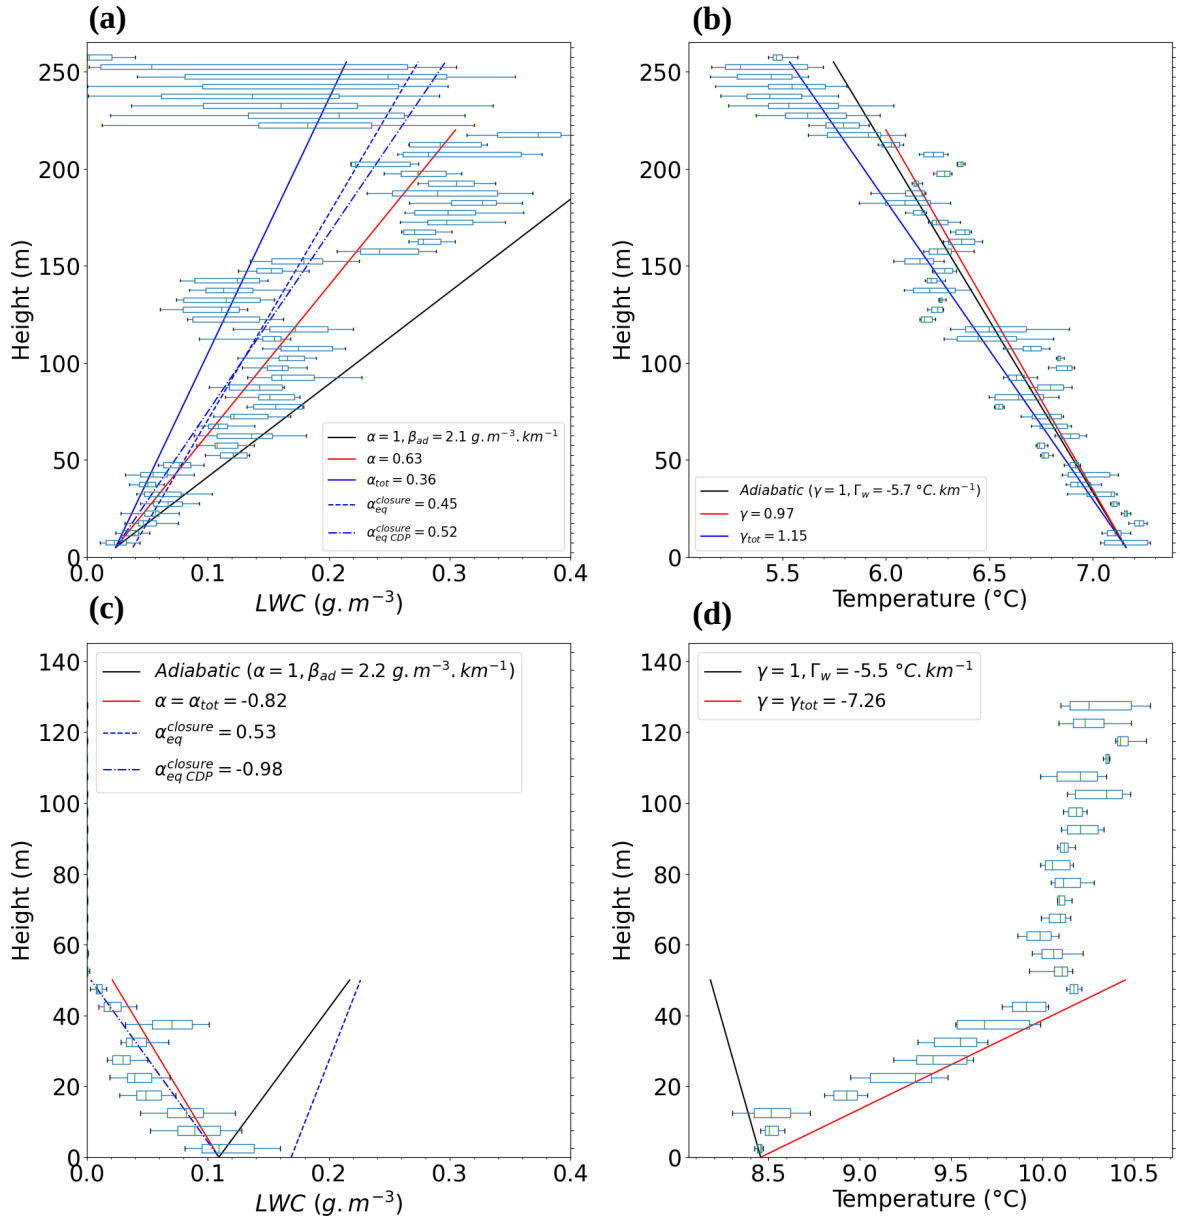 (a)
250
200
150
100
50
0
Height (m)
0.0
0.1
0.2
0.3
0.4
LWC (g.m⁻³)
α = 1, β_ad = 2.1 g.m⁻³.km⁻¹
α = 0.63
α_tot = 0.36
α_eq^closure = 0.45
α_eq CDP^closure = 0.52
(b)
250
200
150
100
50
0
Height (m)
5.5
6.0
6.5
7.0
Temperature (°C)
Adiabatic (γ = 1, Γ_w = -5.7 °C.km⁻¹)
γ = 0.97
γ_tot = 1.15
(c)
140
120
100
80
60
40
20
0
Height (m)
0.0
0.1
0.2
0.3
0.4
LWC (g.m⁻³)
Adiabatic (α = 1, β_ad = 2.2 g.m⁻³.km⁻¹)
α = α_tot = -0.82
α_eq^closure = 0.53
α_eq CDP^closure = -0.98
(d)
140
120
100
80
60
40
20
0
Height (m)
8.5
9.0
9.5
10.0
10.5
Temperature (°C)
γ = 1, Γ_w = -5.5 °C.km⁻¹
γ = γ_tot = -7.26